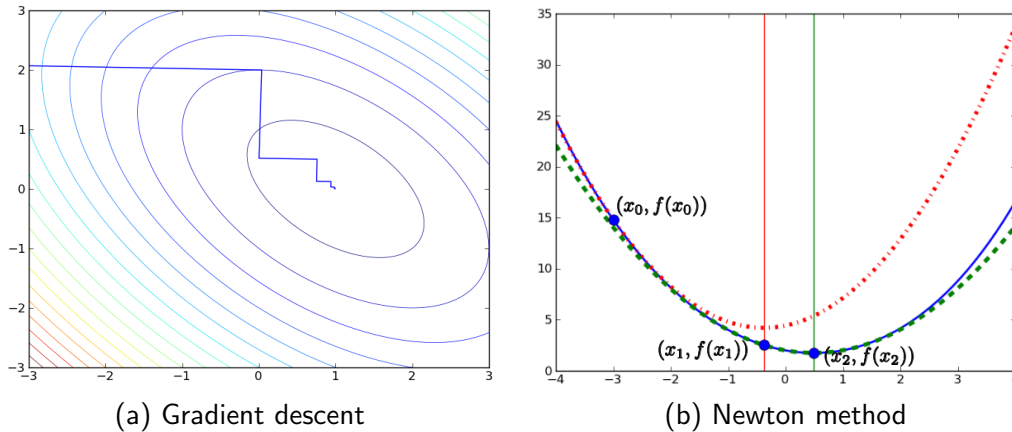 3
2
1
0
−1
−2
−3
−3 −2 −1 0 1 2 3
(a) Gradient descent
35
30
25
20
15
10
5
0
(x₀, f(x₀))
(x₁, f(x₁))
(x₂, f(x₂))
−4 −3 −2 −1 0 1 2 3 4
(b) Newton method